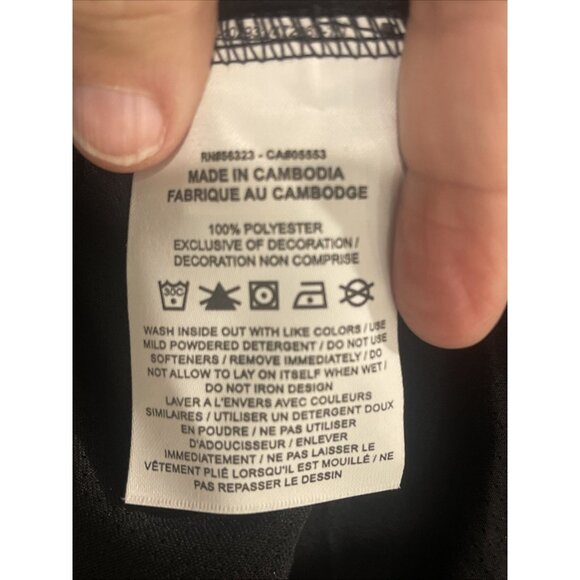 RN#56323 - CA#05553
MADE IN CAMBODIA
FABRIQUE AU CAMBODGE
100% POLYESTER
EXCLUSIVE OF DECORATION /
DECORATION NON COMPRISE
30C
WASH INSIDE OUT WITH LIKE COLORS / USE
MILD POWDERED DETERGENT / DO NOT USE
SOFTENERS / REMOVE IMMEDIATELY / DO
NOT ALLOW TO LAY ON ITSELF WHEN WET /
DO NOT IRON DESIGN
LAVER A L'ENVERS AVEC COULEURS
SIMILAIRES / UTILISER UN DETERGENT DOUX
EN POUDRE / NE PAS UTILISER
D'ADOUCISSEUR / ENLEVER
IMMEDIATEMENT / NE PAS LAISSER LE
VÊTEMENT PLIÉ LORSQU'IL EST MOUILLÉ / NE
PAS REPASSER LE DESSIN